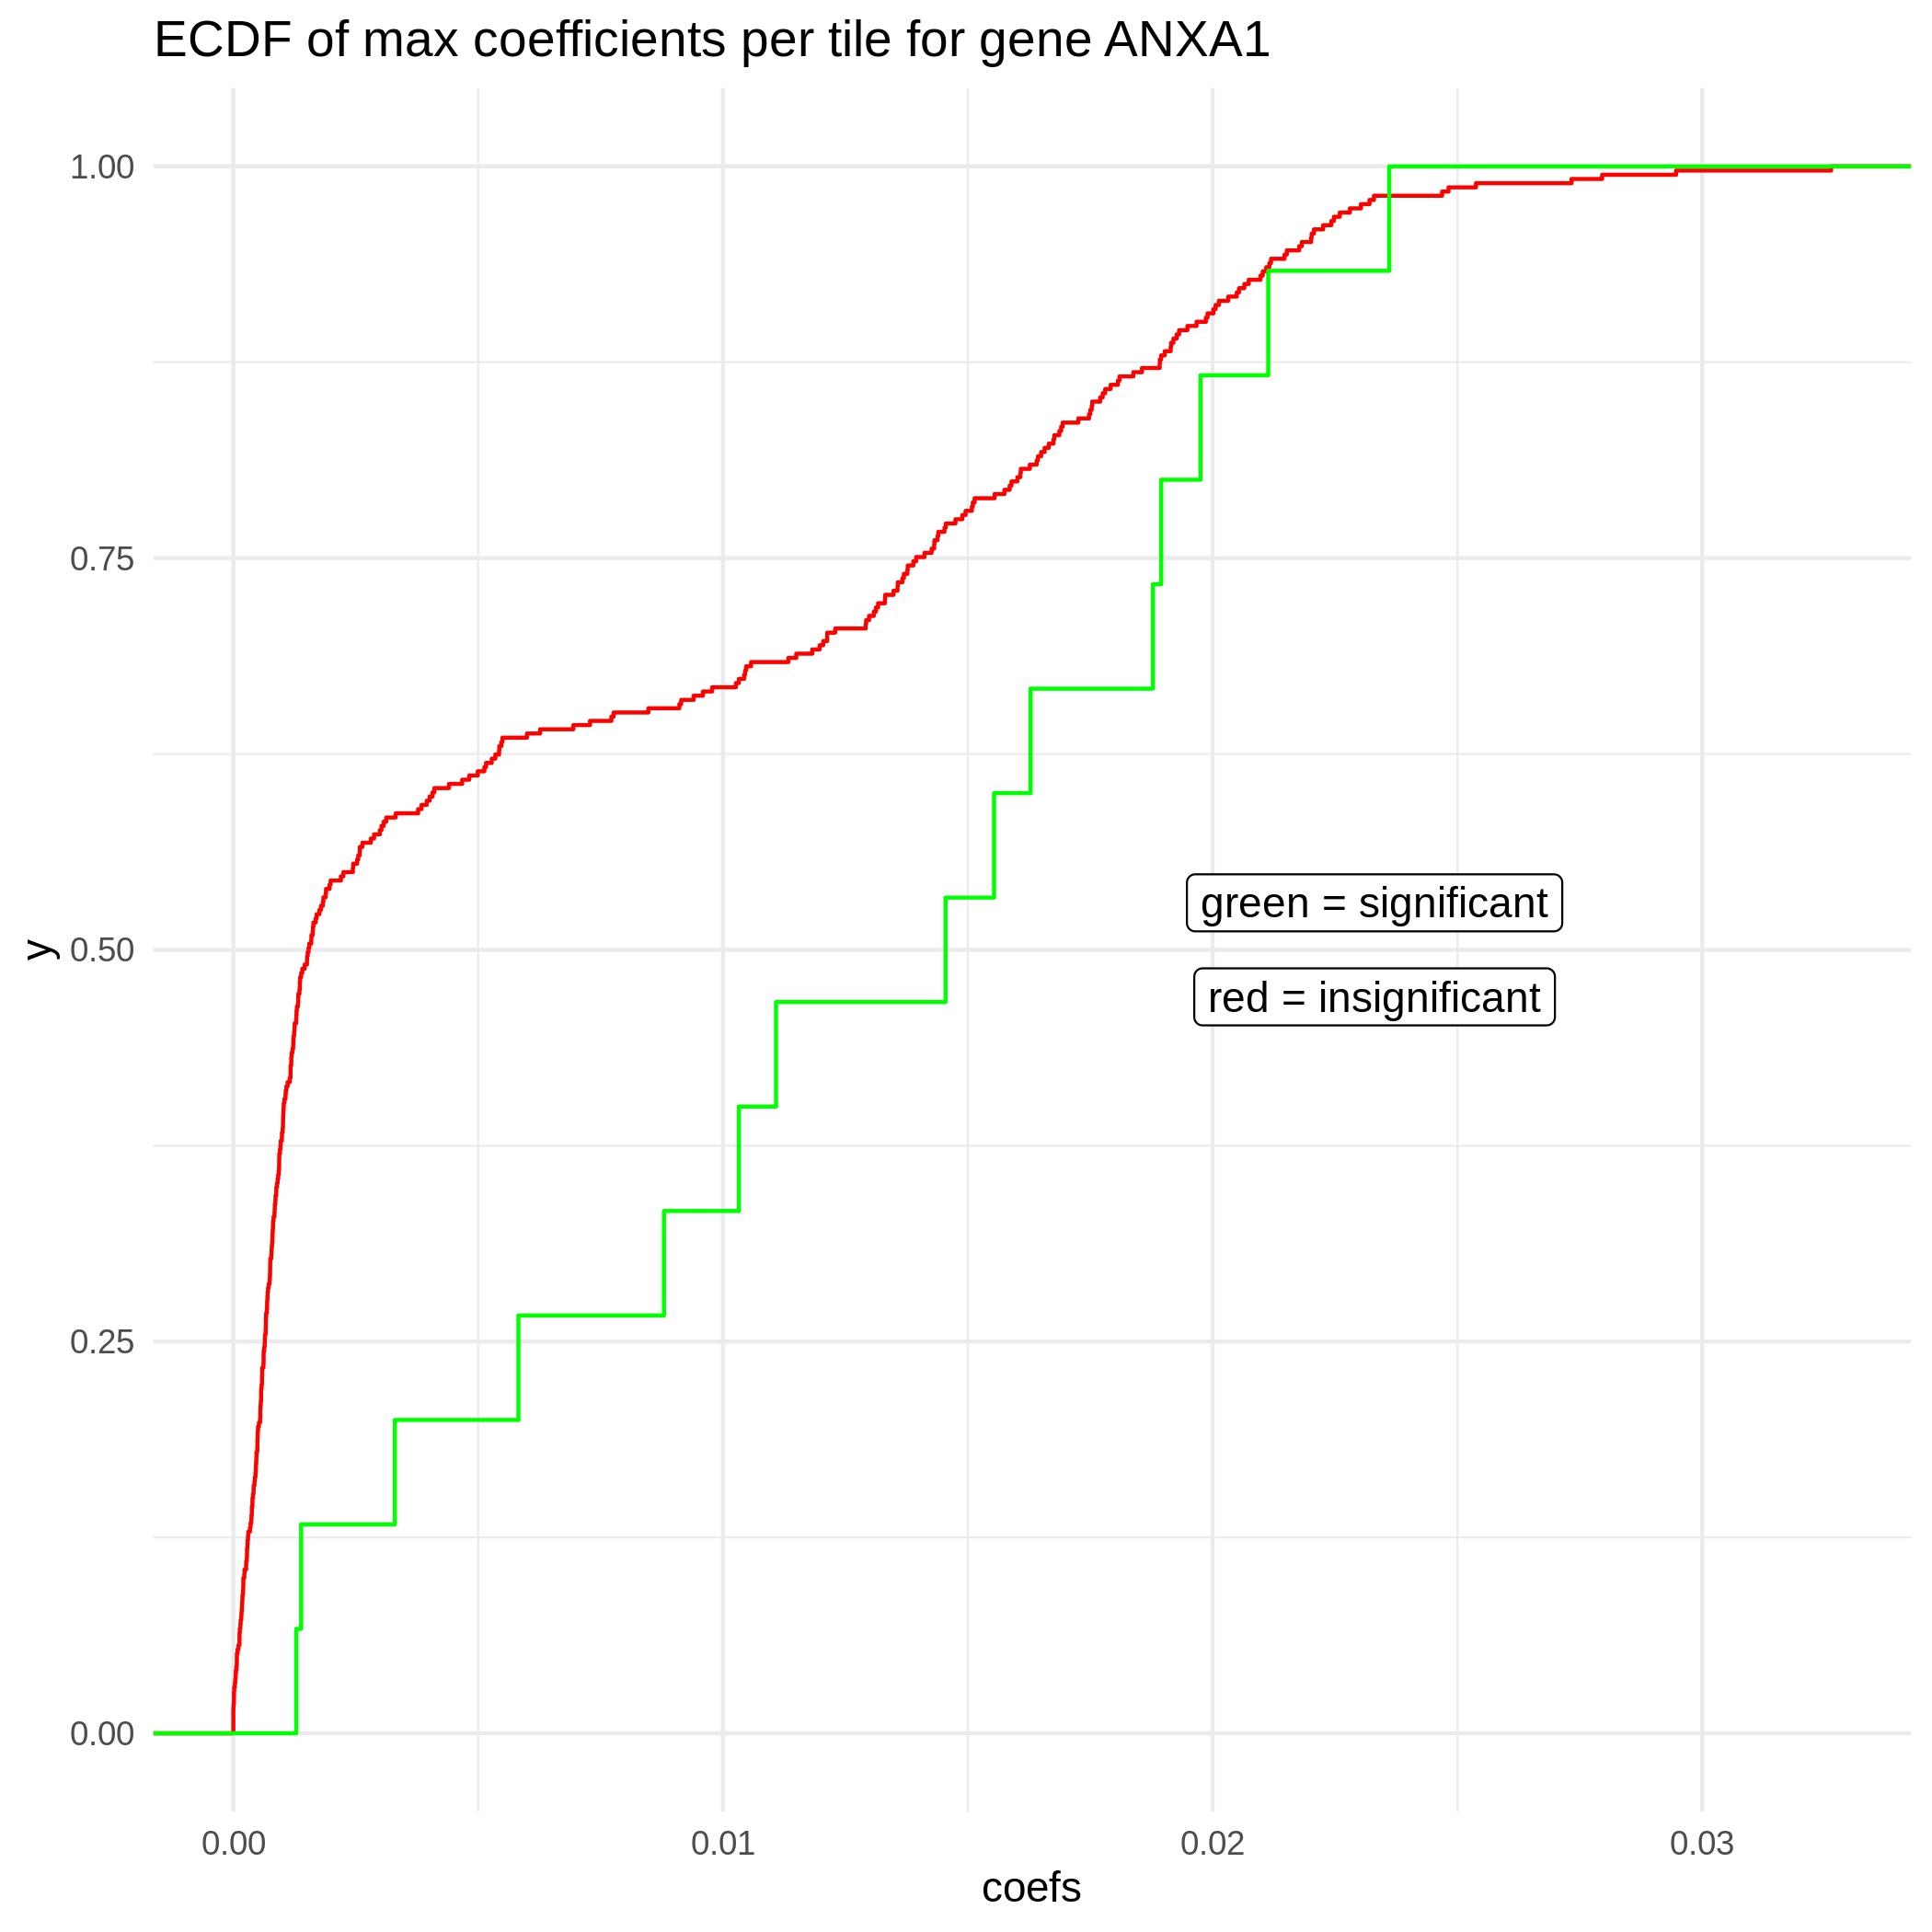 ECDF of max coefficients per tile for gene ANXA1
1.00
0.75
0.50
0.25
0.00
y
green = significant
red = insignificant
0.00 0.01 0.02 0.03
coefs